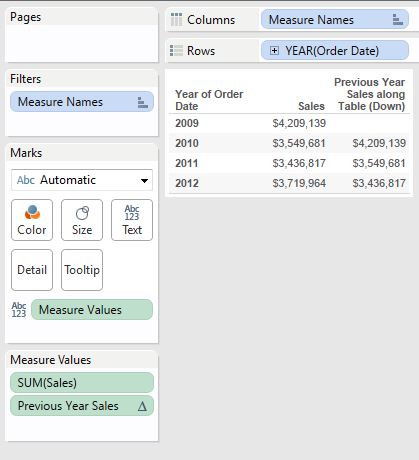 Pages
Columns
Measure Names
Rows
YEAR(Order Date)
Filters
Measure Names
Marks
Abc Automatic
Color
Size
Abc
123
Text
Detail
Tooltip
Abc
123
Measure Values
Measure Values
SUM(Sales)
Previous Year Sales Δ
Previous Year
Year of Order
Sales along
Date
Sales
Table (Down)
2009 $4,209,139
2010 $3,549,681 $4,209,139
2011 $3,436,817 $3,549,681
2012 $3,719,964 $3,436,817